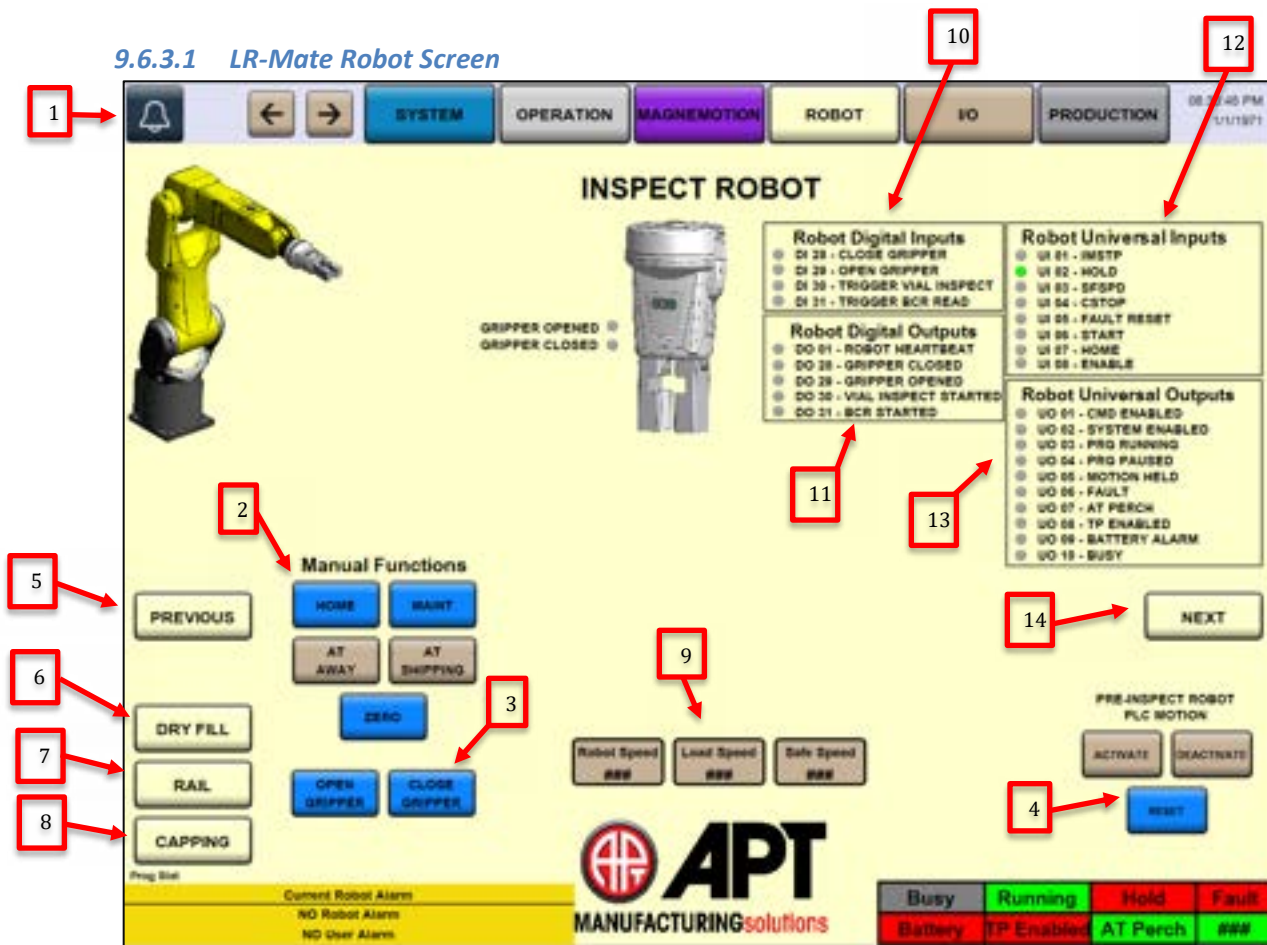 9.6.3.1 LR-Mate Robot Screen
10
12
1
←
→
SYSTEM
OPERATION
MAGNEMOTION
ROBOT
I/O
PRODUCTION
PM
1/1/1971
INSPECT ROBOT
GRIPPER OPENED
GRIPPER CLOSED
Robot Digital Inputs
DI 28 - CLOSE GRIPPER
DI 29 - OPEN GRIPPER
DI 30 - TRIGGER VIAL INSPECT
DI 31 - TRIGGER BCR READ
Robot Digital Outputs
DO 01 - ROBOT HEARTBEAT
DO 28 - GRIPPER CLOSED
DO 29 - GRIPPER OPENED
DO 30 - VIAL INSPECT STARTED
DO 31 - BCR STARTED
Robot Universal Inputs
UI 01 - IMSTP
UI 02 - HOLD
UI 03 - SFSPD
UI 04 - CSTOP
UI 05 - FAULT RESET
UI 06 - START
UI 07 - HOME
UI 08 - ENABLE
Robot Universal Outputs
UO 01 - CMD ENABLED
UO 02 - SYSTEM ENABLED
UO 03 - PRG RUNNING
UO 04 - PRG PAUSED
UO 05 - MOTION HELD
UO 06 - FAULT
UO 07 - AT PERCH
UO 08 - TP ENABLED
UO 09 - BATTERY ALARM
UO 10 - BUSY
11
13
2
5
PREVIOUS
Manual Functions
HOME
MAINT
AT
AWAY
AT
SHIPPING
ZERO
3
OPEN
GRIPPER
CLOSE
GRIPPER
14
NEXT
6
DRY FILL
7
RAIL
8
CAPPING
9
Robot Speed
###
Load Speed
###
Safe Speed
###
PRE-INSPECT ROBOT
PLC MOTION
ACTIVATE
DEACTIVATE
4
RESET
Prog Stat
Current Robot Alarm
NO Robot Alarm
NO User Alarm
APT
MANUFACTURINGsolutions
Busy
Running
Hold
Fault
Battery
TP Enabled
AT Perch
###